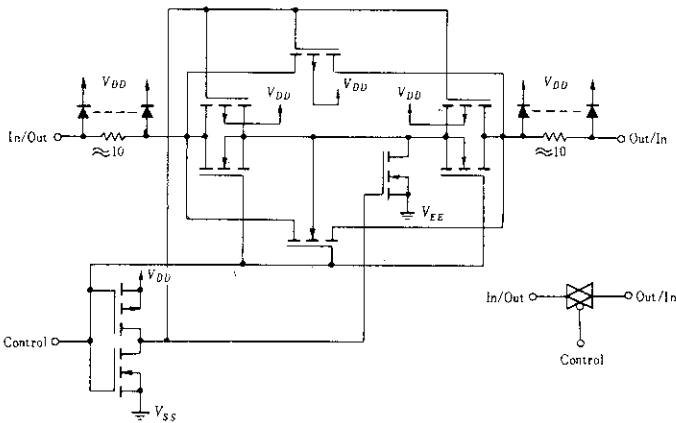 V_DD V_DD V_DD
V_DD V_DD
In/Out ≈10 ≈10 Out/In
V_EE
V_DD
In/Out Out/In
Control
Control
V_SS